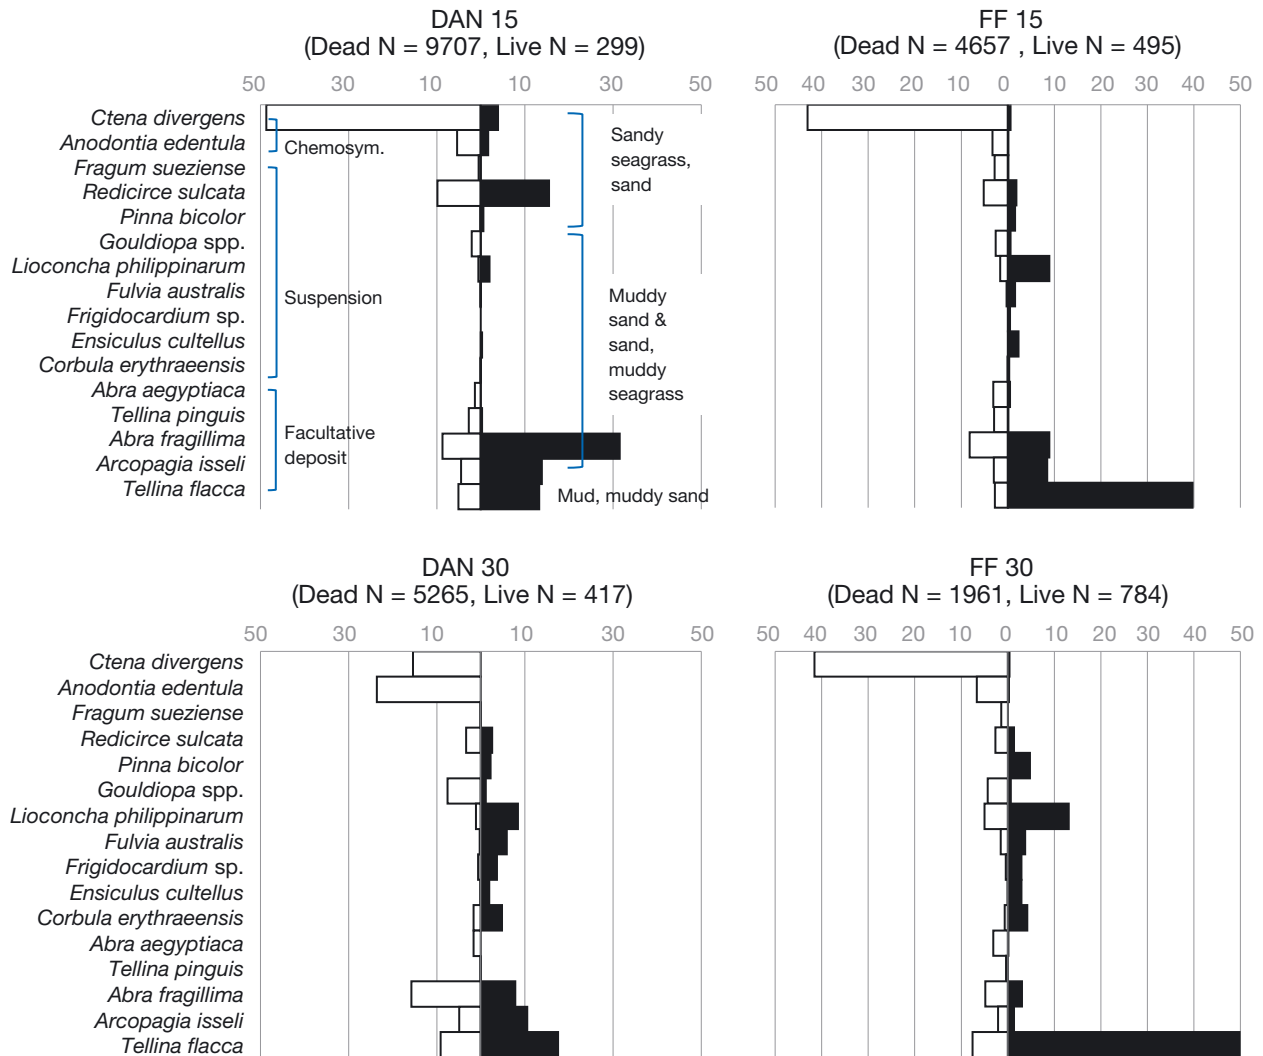 DAN 15
(Dead N = 9707, Live N = 299)
50 30 10 10 30 50
Ctena divergens
Anodontia edentula
Fragum sueziense
Redicirce sulcata
Pinna bicolor
Gouldiopa spp.
Lioconcha philippinarum
Fulvia australis
Frigidocardium sp.
Ensiculus cultellus
Corbula erythraeensis
Abra aegyptiaca
Tellina pinguis
Abra fragillima
Arcopagia isseli
Tellina flacca
Chemosym.
Suspension
Facultative
deposit
Sandy
seagrass,
sand
Muddy
sand &
sand,
muddy
seagrass
Mud, muddy sand
FF 15
(Dead N = 4657 , Live N = 495)
50 40 30 20 10 0 10 20 30 40 50
DAN 30
(Dead N = 5265, Live N = 417)
50 30 10 10 30 50
Ctena divergens
Anodontia edentula
Fragum sueziense
Redicirce sulcata
Pinna bicolor
Gouldiopa spp.
Lioconcha philippinarum
Fulvia australis
Frigidocardium sp.
Ensiculus cultellus
Corbula erythraeensis
Abra aegyptiaca
Tellina pinguis
Abra fragillima
Arcopagia isseli
Tellina flacca
FF 30
(Dead N = 1961, Live N = 784)
50 40 30 20 10 0 10 20 30 40 50